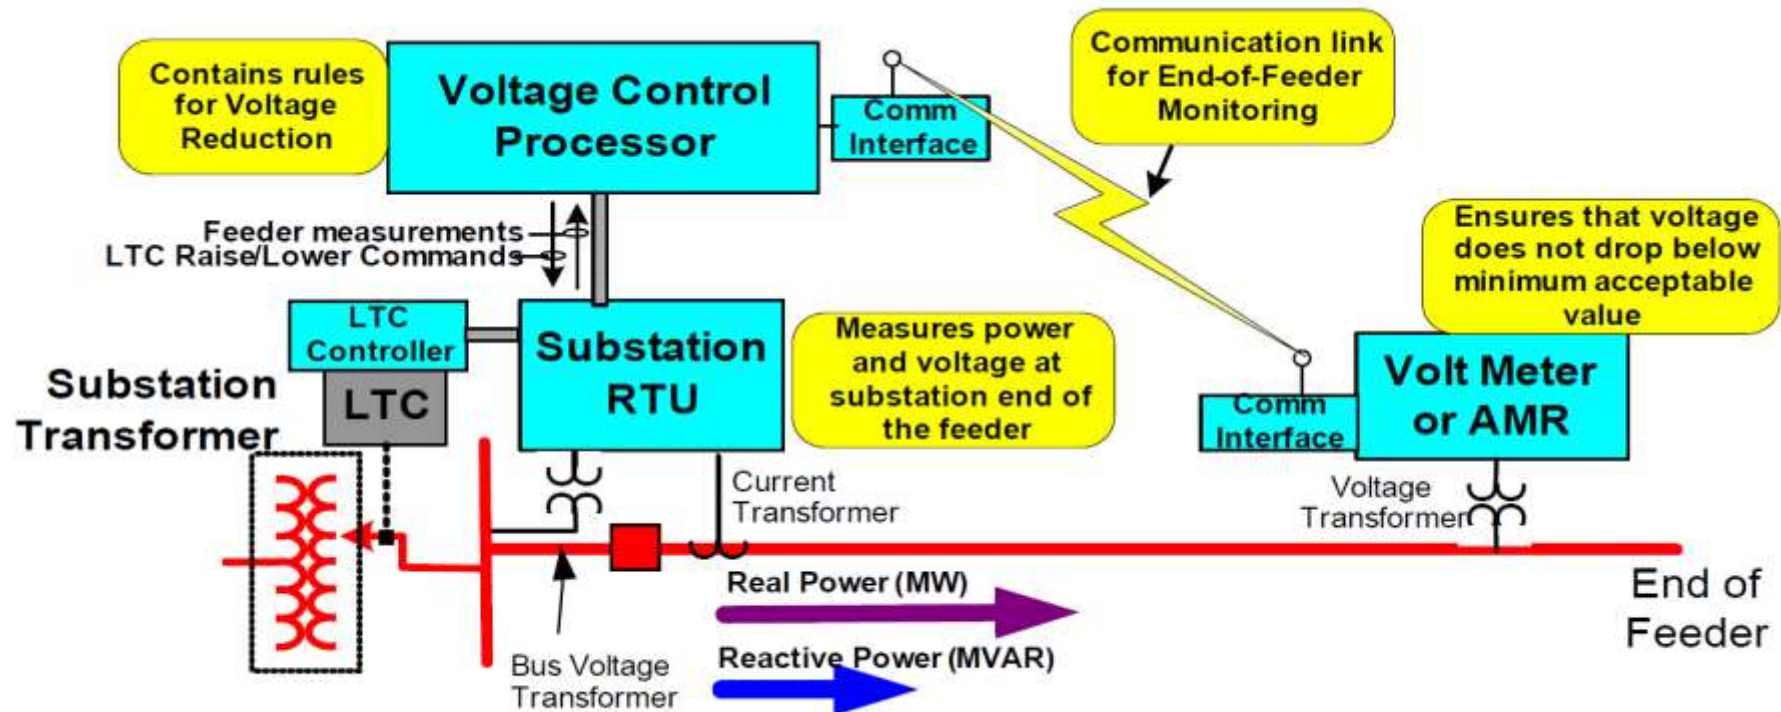 Contains rules
for Voltage
Reduction
Voltage Control
Processor
Comm
Interface
Communication link
for End-of-Feeder
Monitoring
Feeder measurements
LTC Raise/Lower Commands
Ensures that voltage
does not drop below
minimum acceptable
value
LTC
Controller
LTC
Substation
Transformer
Substation
RTU
Measures power
and voltage at
substation end of
the feeder
Comm
Interface
Volt Meter
or AMR
Current
Transformer
Voltage
Transformer
Real Power (MW)
Reactive Power (MVAR)
Bus Voltage
Transformer
End of
Feeder